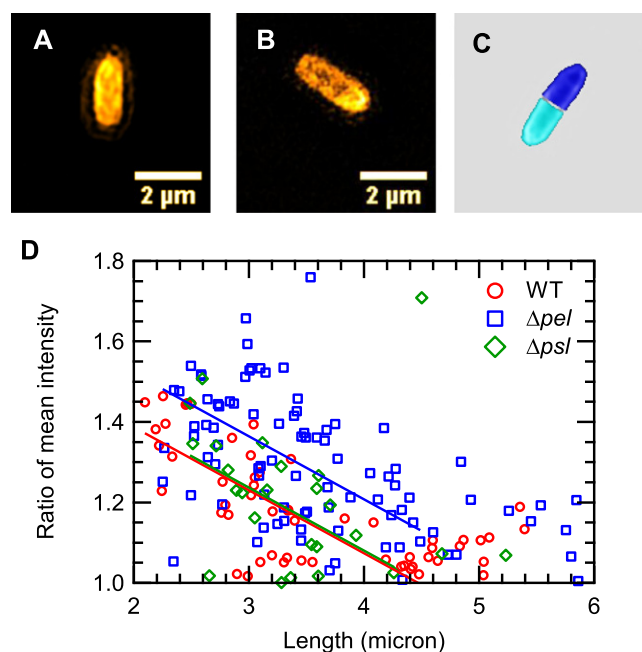 A
B
C
2 μm
2 μm
D
1.8
1.6
1.4
1.2
1.0
Ratio of mean intensity
WT
Δpel
Δpsl
2
3
4
5
6
Length (micron)